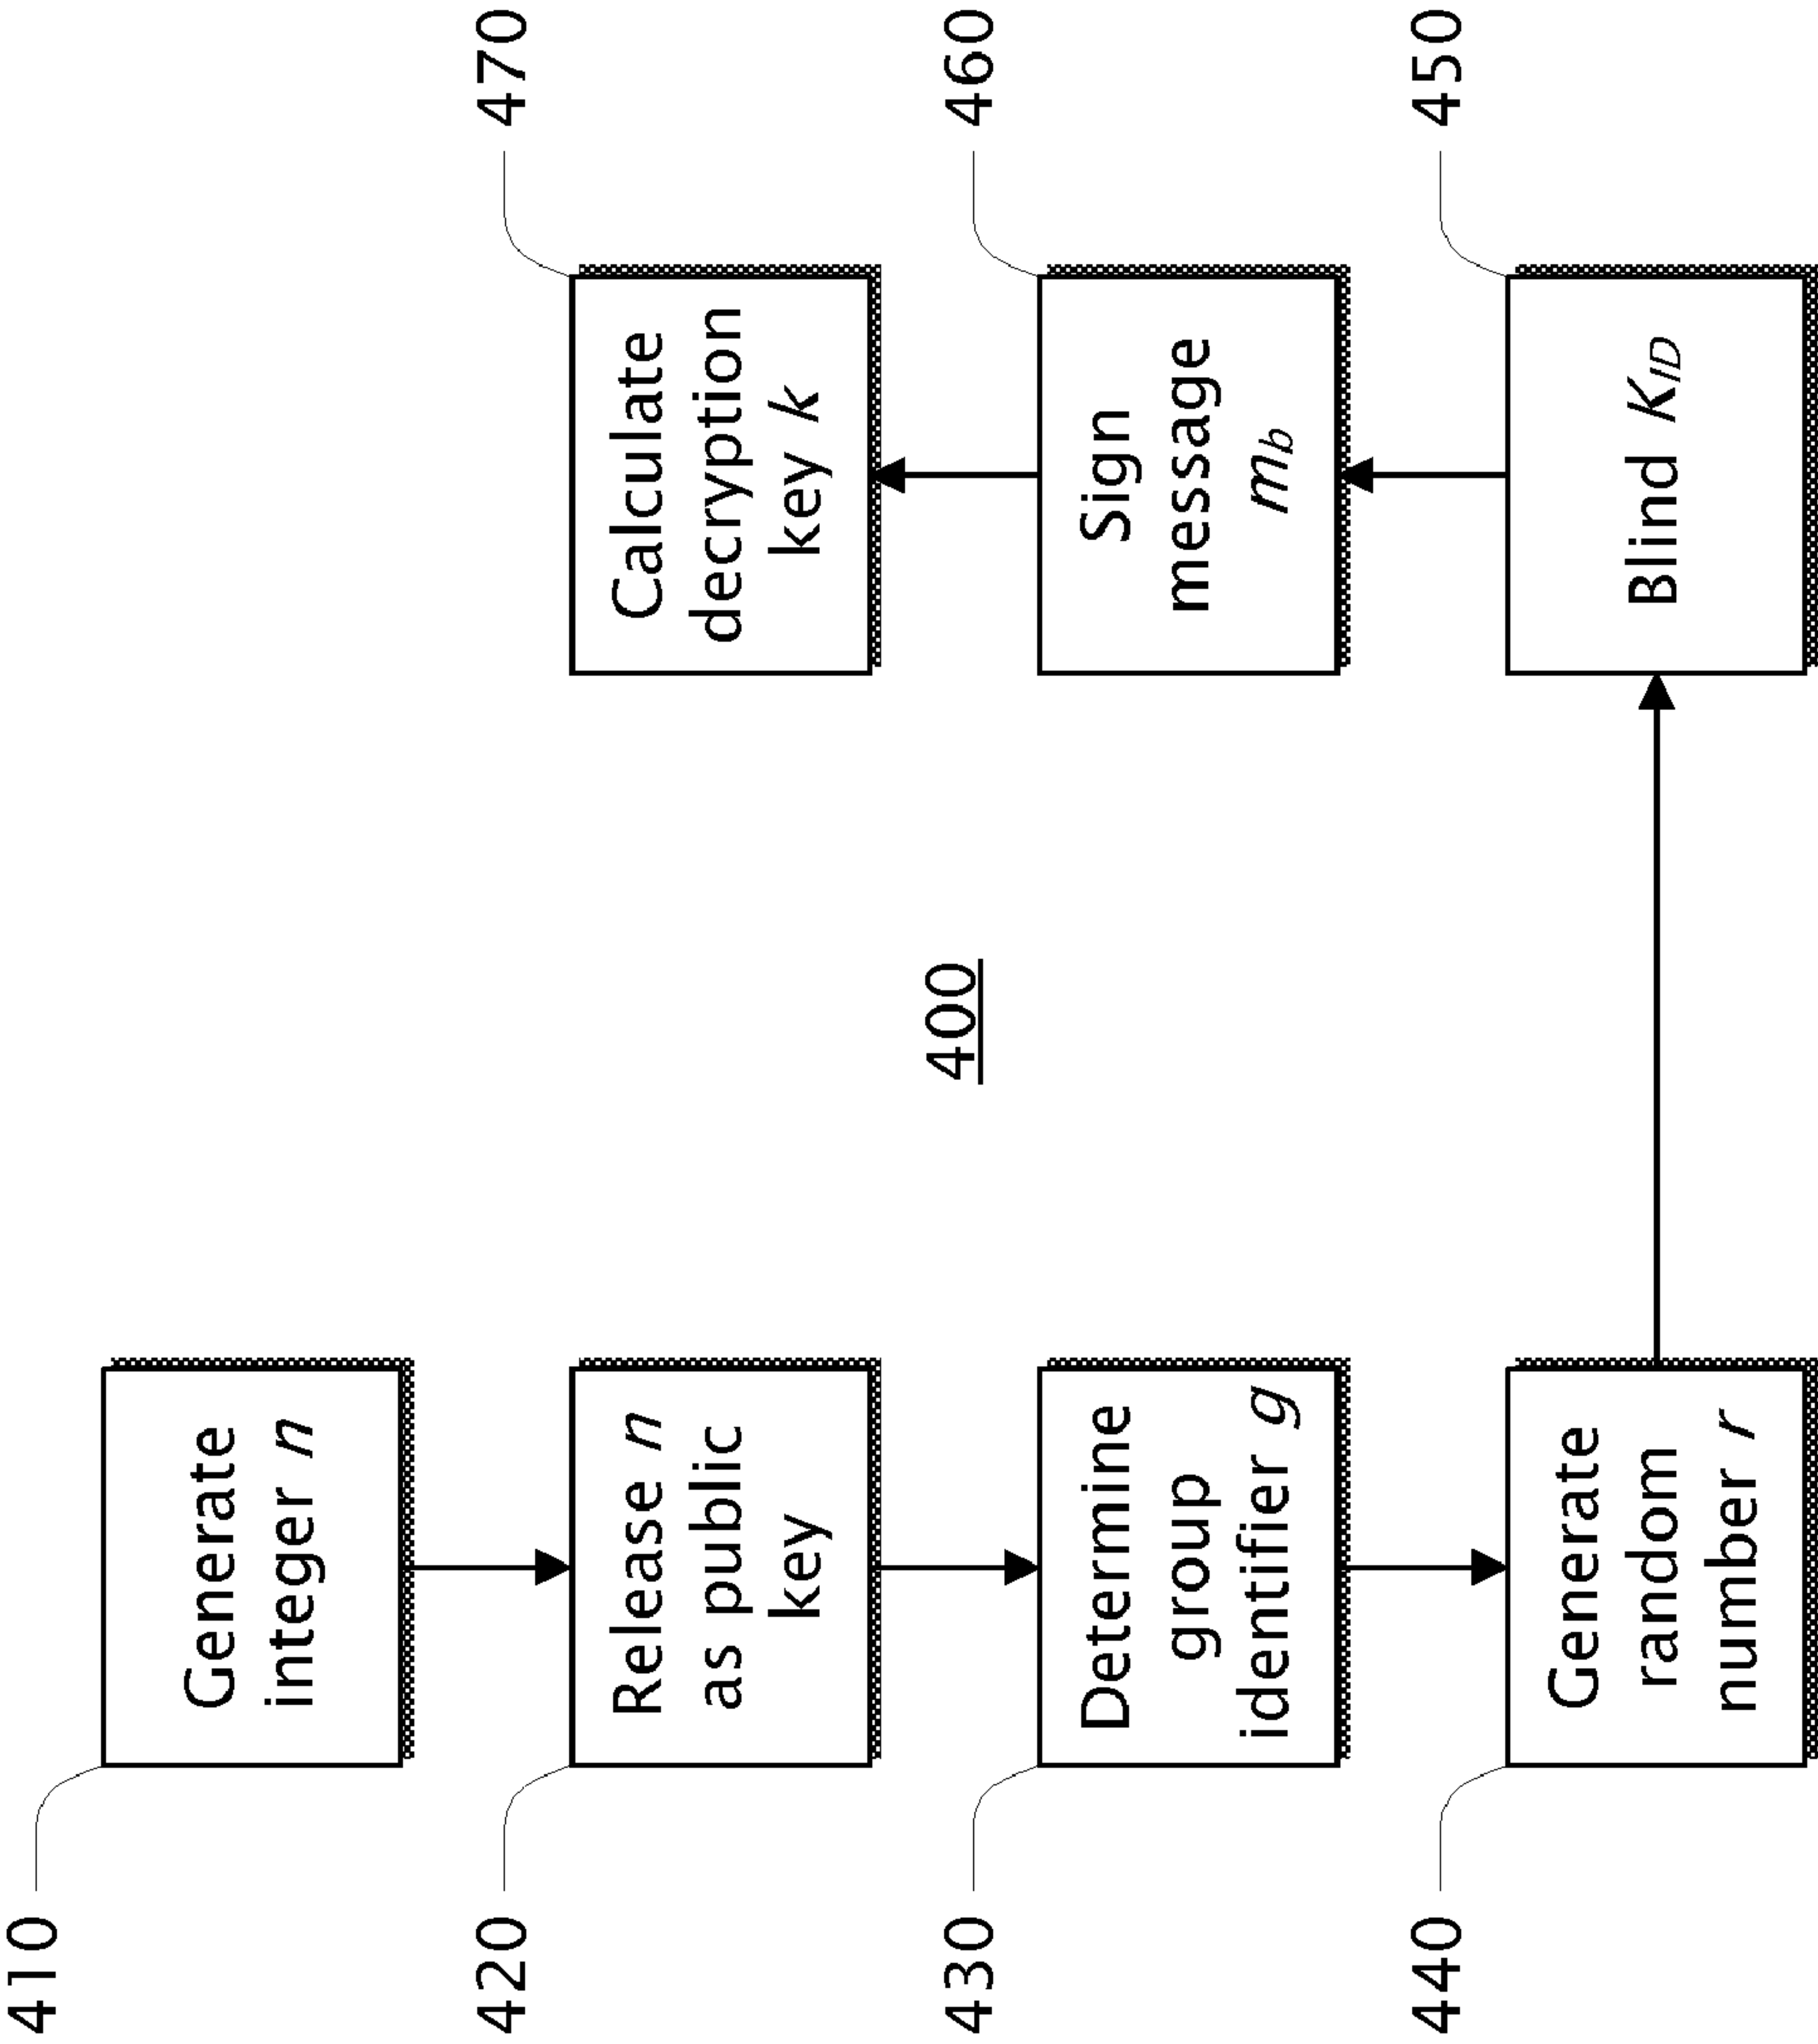 410
Generate
integer n
420
Release n
as public
key
430
Determine
group
identifier g
440
Generate
random
number r
400
450
Blind K_ID
460
Sign
message
m_b
470
Calculate
decryption
key k